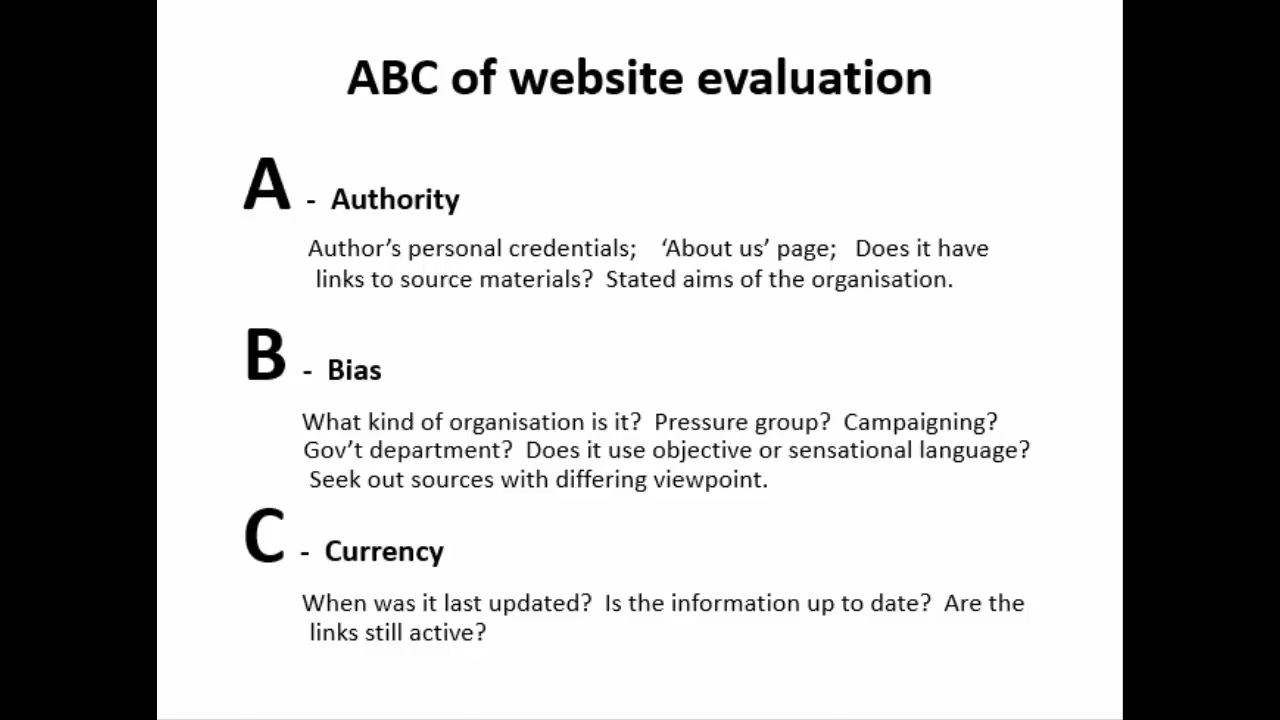 ABC of website evaluation
A - Authority
Author’s personal credentials; ‘About us’ page; Does it have
links to source materials? Stated aims of the organisation.
B - Bias
What kind of organisation is it? Pressure group? Campaigning?
Gov’t department? Does it use objective or sensational language?
Seek out sources with differing viewpoint.
C - Currency
When was it last updated? Is the information up to date? Are the
links still active?